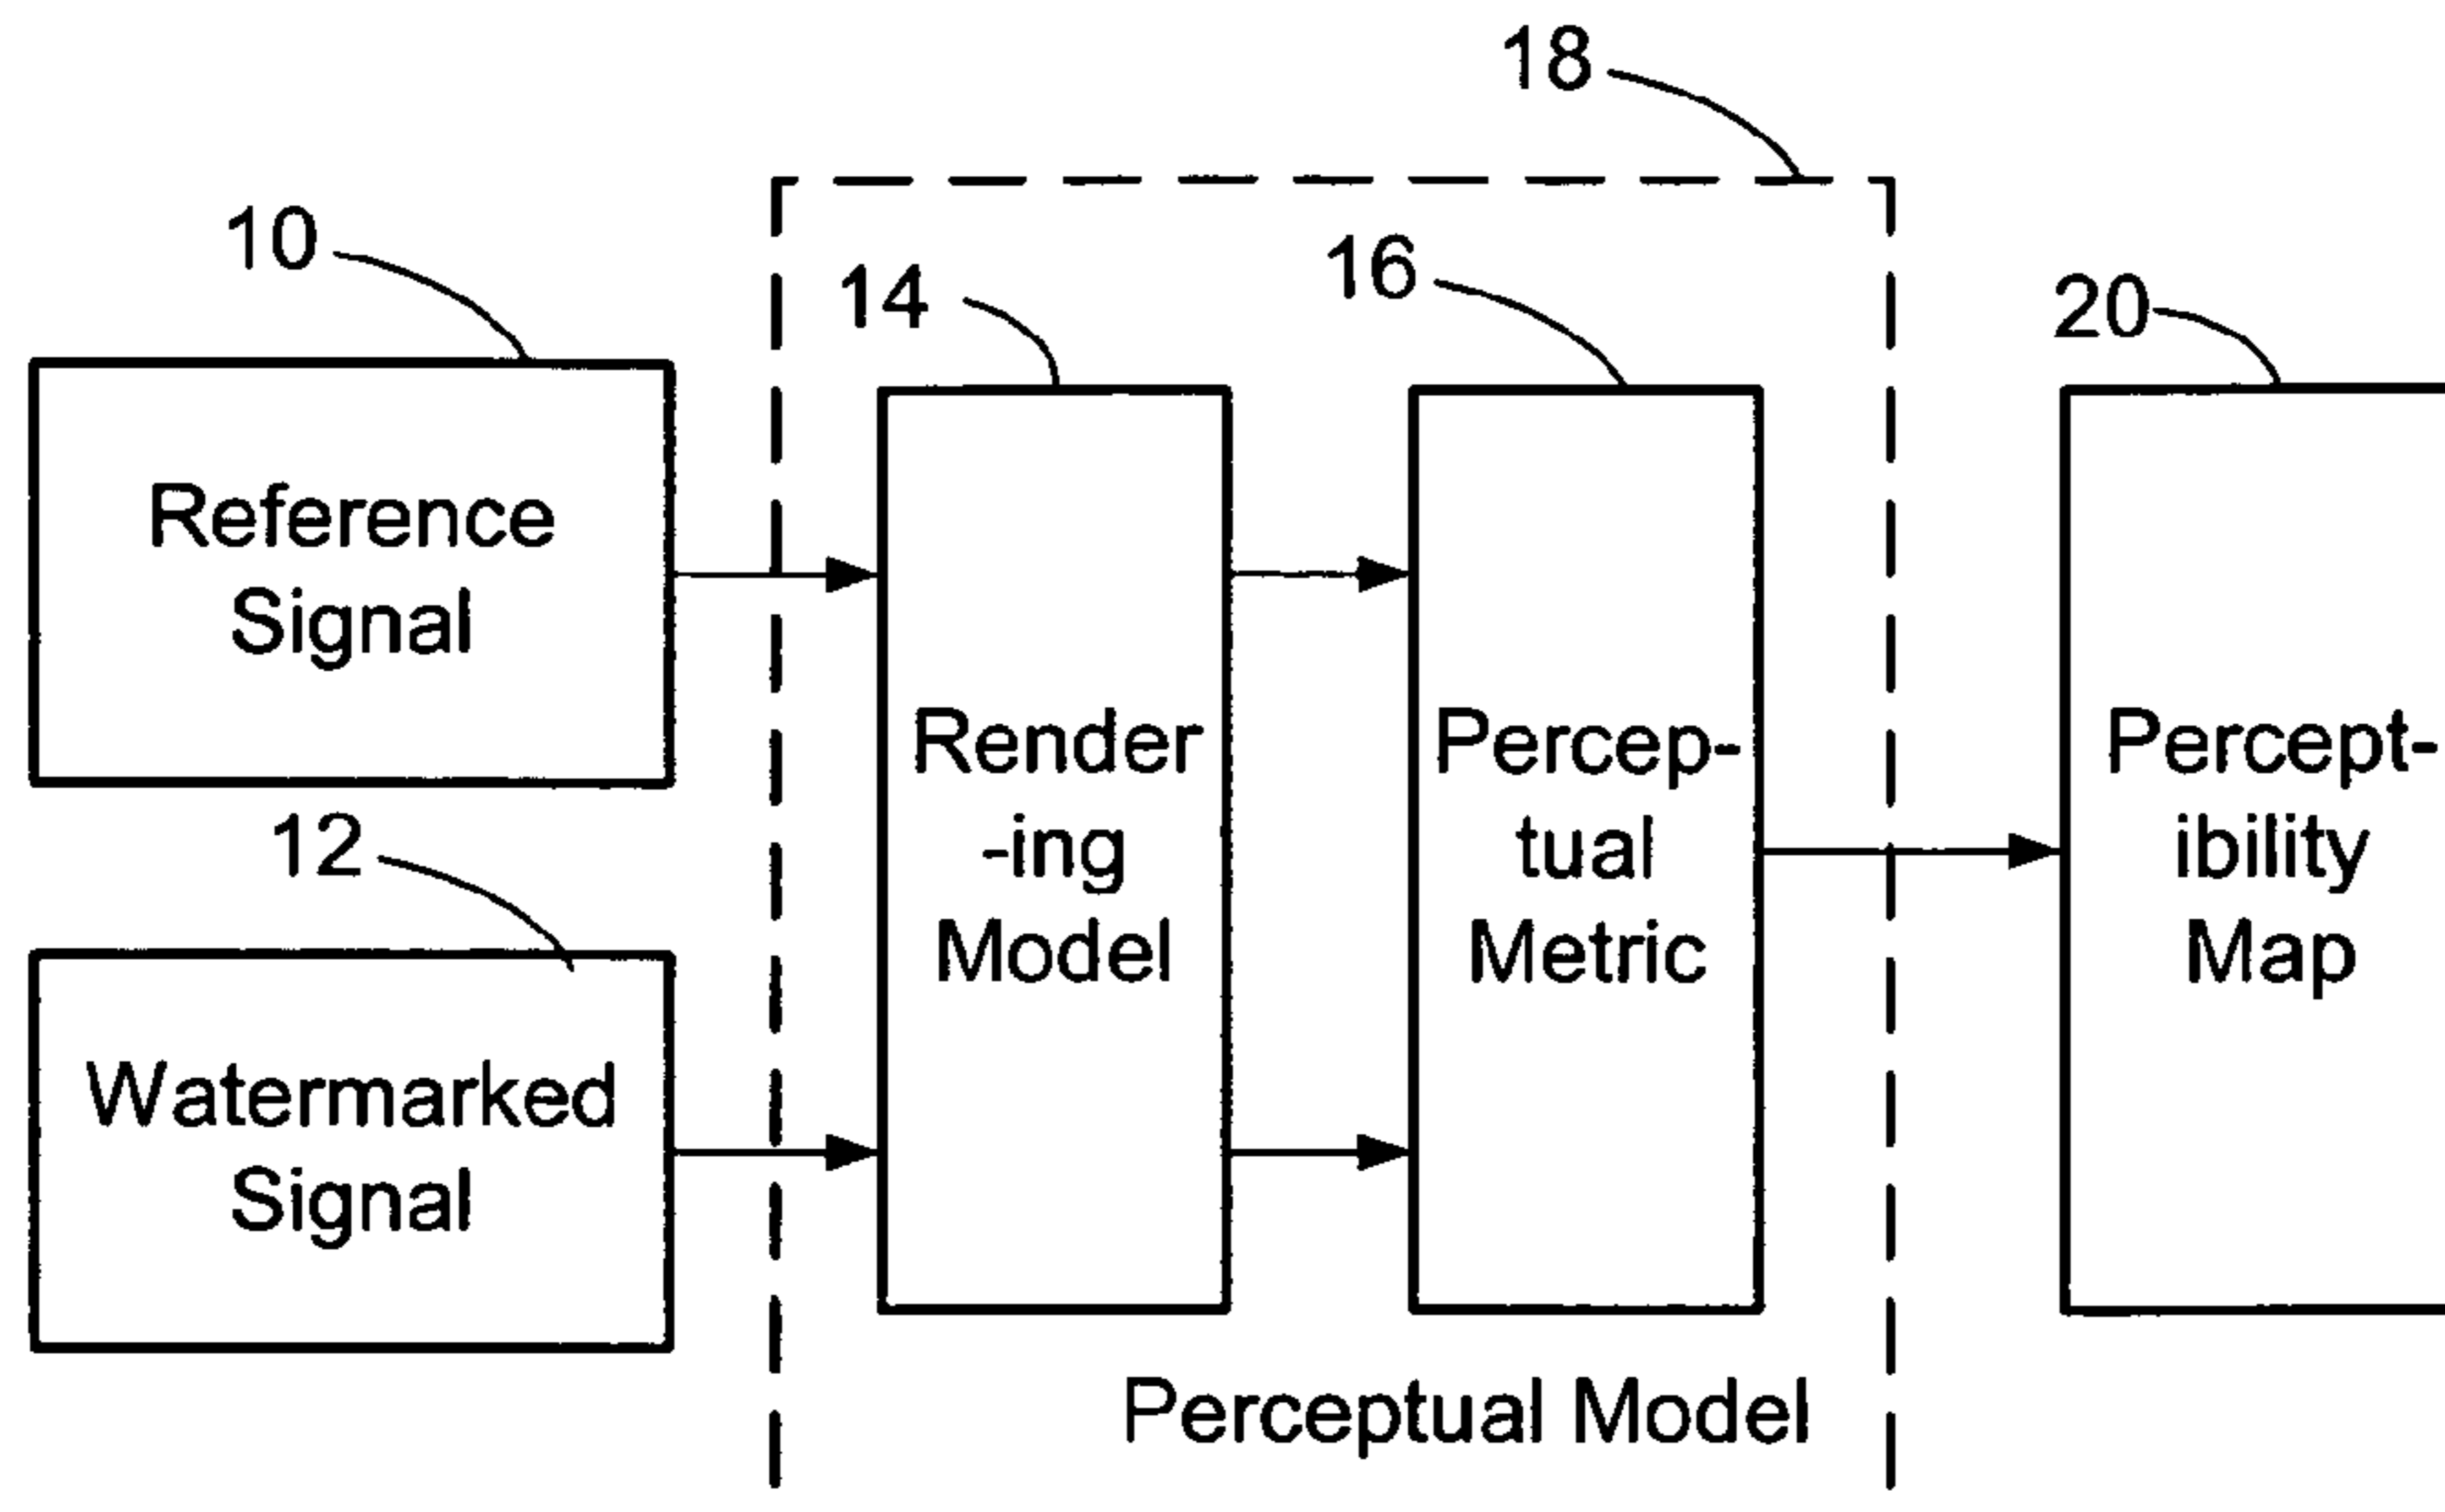 18
10
14
16
20
Reference
Signal
Render
-ing
Model
Percep-
tual
Metric
Percept-
ibility
Map
12
Watermarked
Signal
Perceptual Model